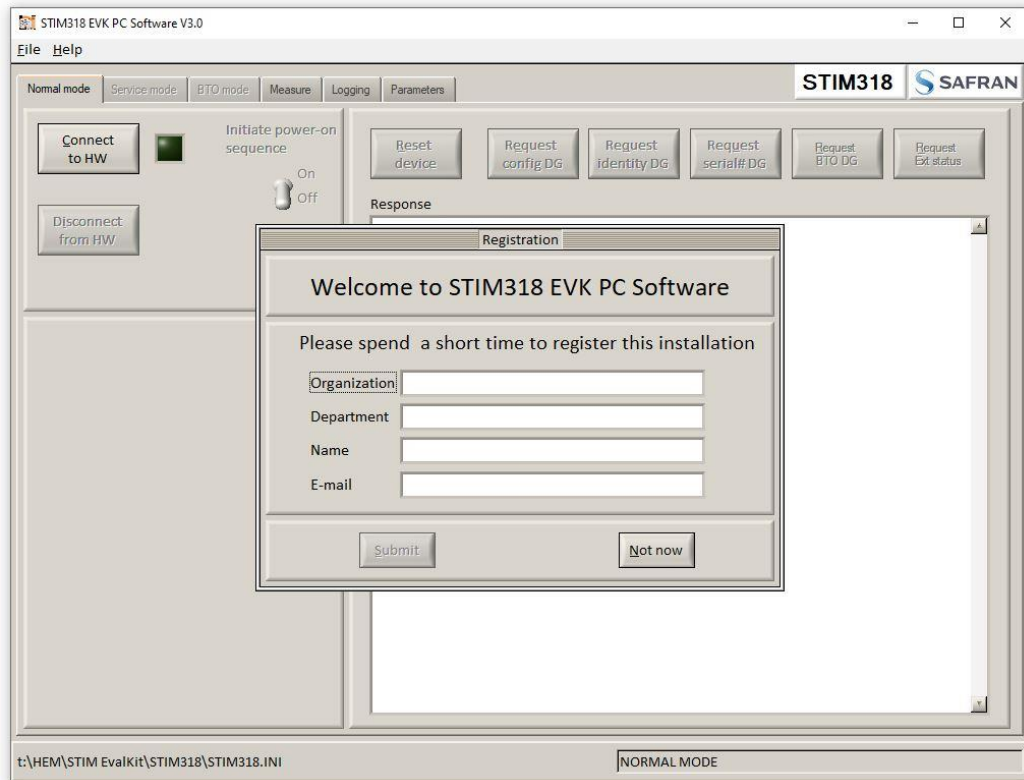 STIM318 EVK PC Software V3.0
File Help
Normal mode Service mode BTO mode Measure Logging Parameters
STIM318 SAFRAN
Connect
to HW
Initiate power-on
sequence
On
Off
Disconnect
from HW
Reset
device
Request
config DG
Request
identity DG
Request
serial# DG
Request
BTO DG
Request
Ext status
Response
Registration
Welcome to STIM318 EVK PC Software
Please spend a short time to register this installation
Organization
Department
Name
E-mail
Submit Not now
t:\HEM\STIM EvalKit\STIM318\STIM318.INI NORMAL MODE